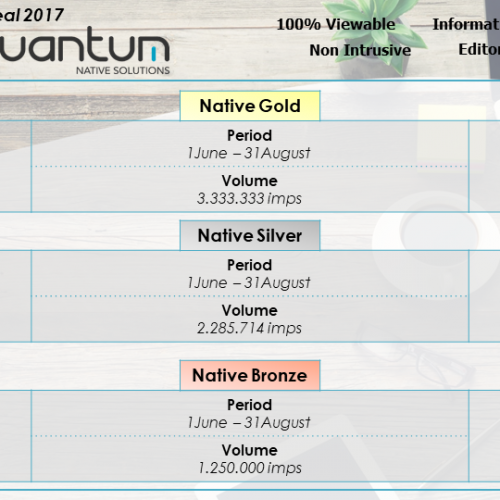 eal 2017
100% Viewable
Informat
uantum
Non Intrusive
Edito
NATIVE SOLUTIONS
Native Gold
Period
1June – 31August
Volume
3.333.333 imps
Native Silver
Period
1June – 31August
Volume
2.285.714 imps
Native Bronze
Period
1June – 31August
Volume
1.250.000 imps